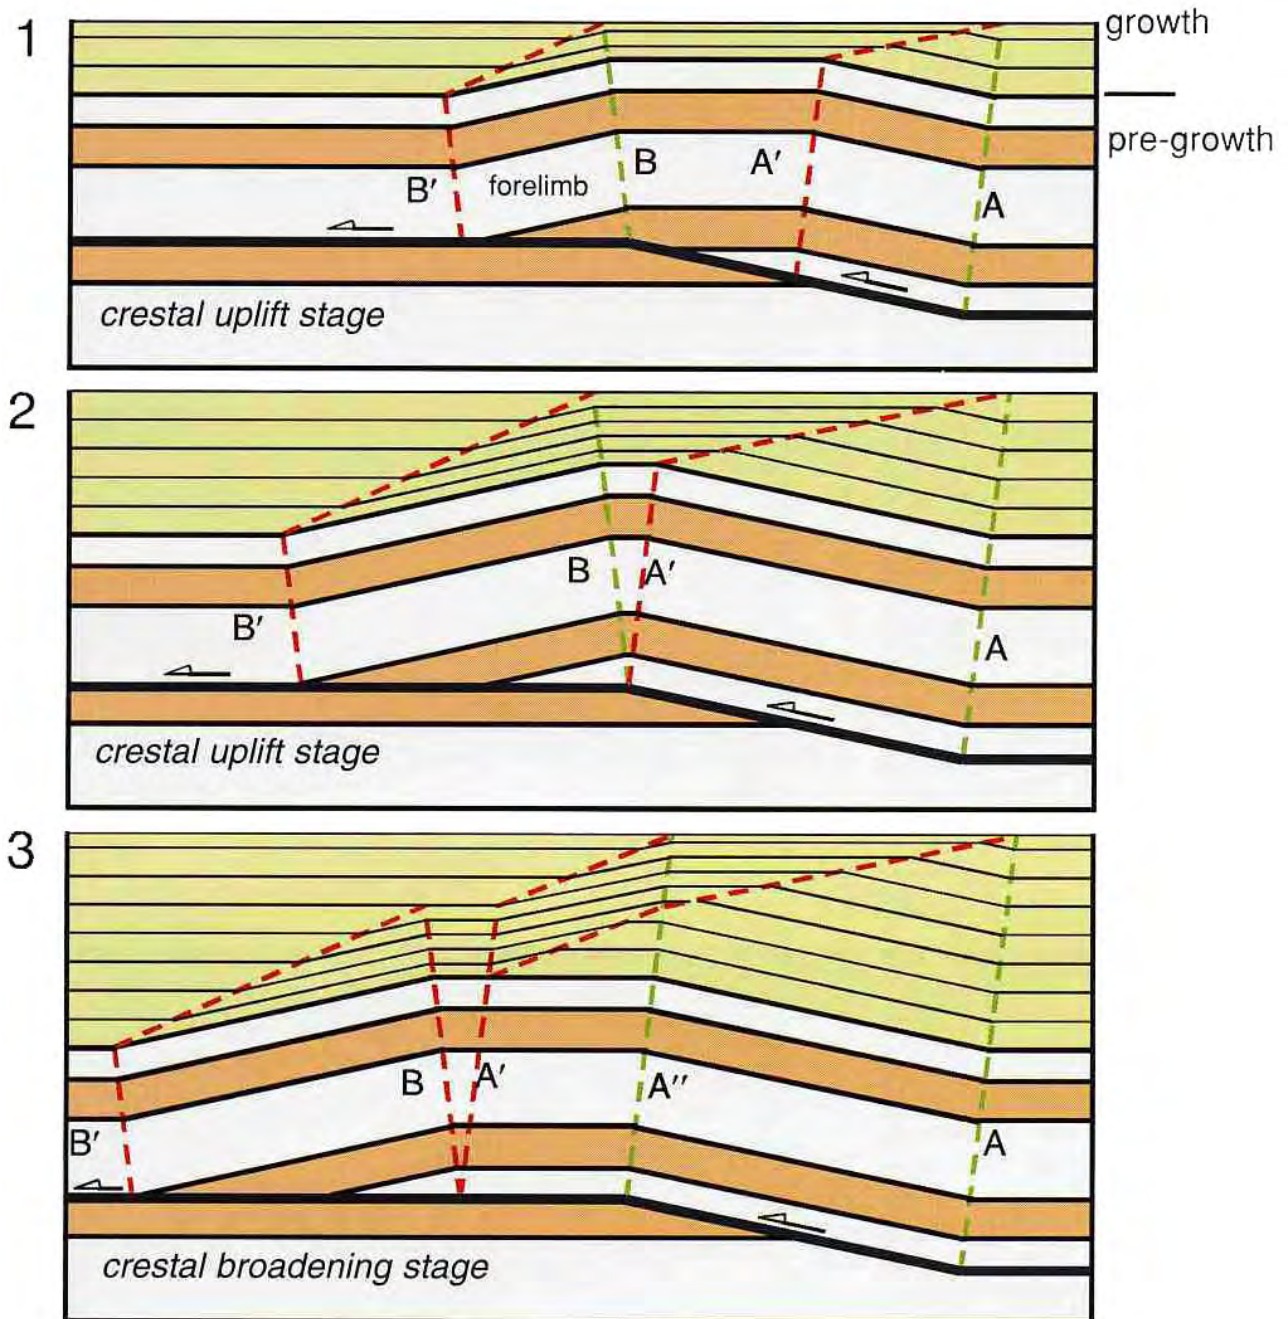 1
growth
pre-growth
B′
forelimb
B
A′
A
crestal uplift stage
2
B
A′
B′
A
crestal uplift stage
3
B
A′
A′′
B′
A
crestal broadening stage